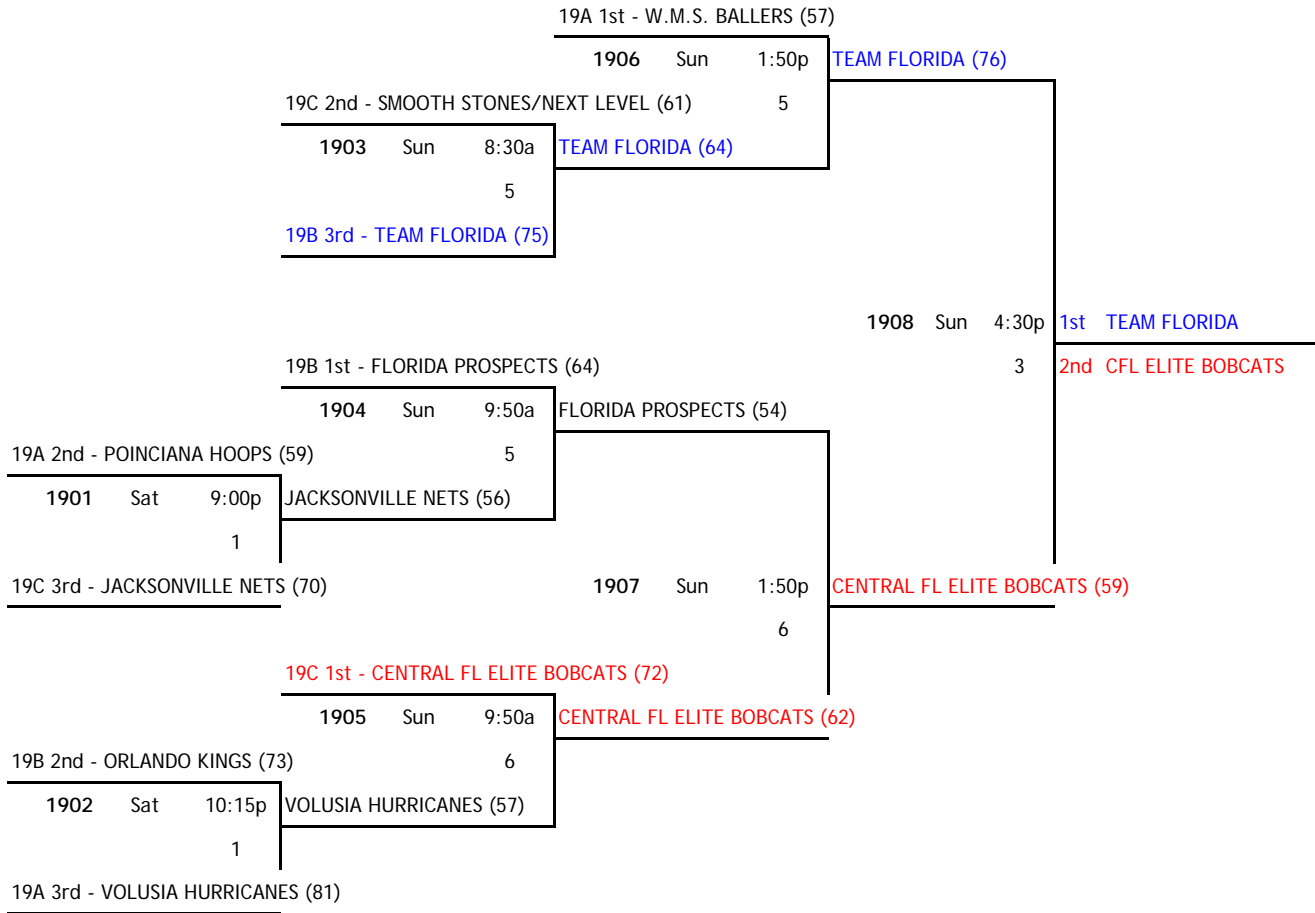 19A 1st - W.M.S. BALLERS (57)
1906 Sun 1:50p TEAM FLORIDA (76)
19C 2nd - SMOOTH STONES/NEXT LEVEL (61) 5
1903 Sun 8:30a TEAM FLORIDA (64)
5
19B 3rd - TEAM FLORIDA (75)
1908 Sun 4:30p 1st TEAM FLORIDA
19B 1st - FLORIDA PROSPECTS (64) 3 2nd CFL ELITE BOBCATS
1904 Sun 9:50a FLORIDA PROSPECTS (54)
19A 2nd - POINCIANA HOOPS (59) 5
1901 Sat 9:00p JACKSONVILLE NETS (56)
1
19C 3rd - JACKSONVILLE NETS (70) 1907 Sun 1:50p CENTRAL FL ELITE BOBCATS (59)
6
19C 1st - CENTRAL FL ELITE BOBCATS (72)
1905 Sun 9:50a CENTRAL FL ELITE BOBCATS (62)
19B 2nd - ORLANDO KINGS (73) 6
1902 Sat 10:15p VOLUSIA HURRICANES (57)
1
19A 3rd - VOLUSIA HURRICANES (81)